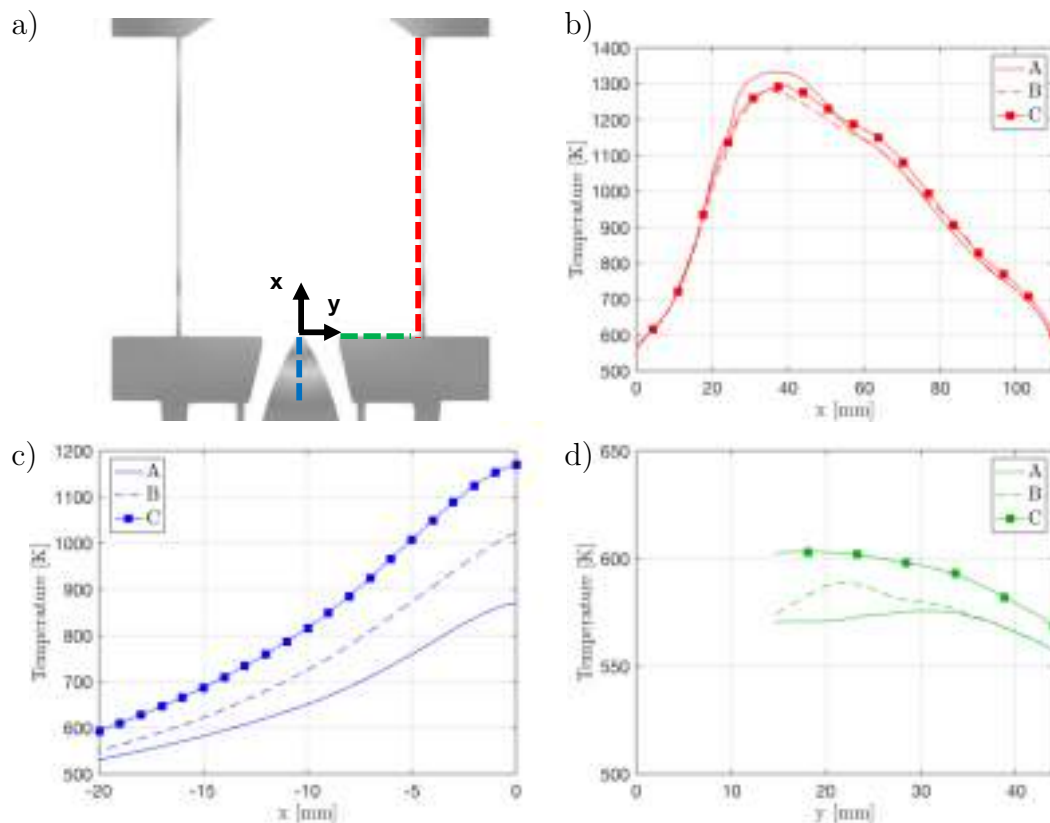 a)
x
y
b)
1400
1300
1200
1100
1000
900
800
700
600
500
Temperature [K]
0
20
40
60
80
100
x [mm]
A
B
C
c)
1200
1100
1000
900
800
700
600
500
Temperature [K]
-20
-15
-10
-5
0
x [mm]
A
B
C
d)
650
600
550
500
Temperature [K]
0
10
20
30
40
y [mm]
A
B
C